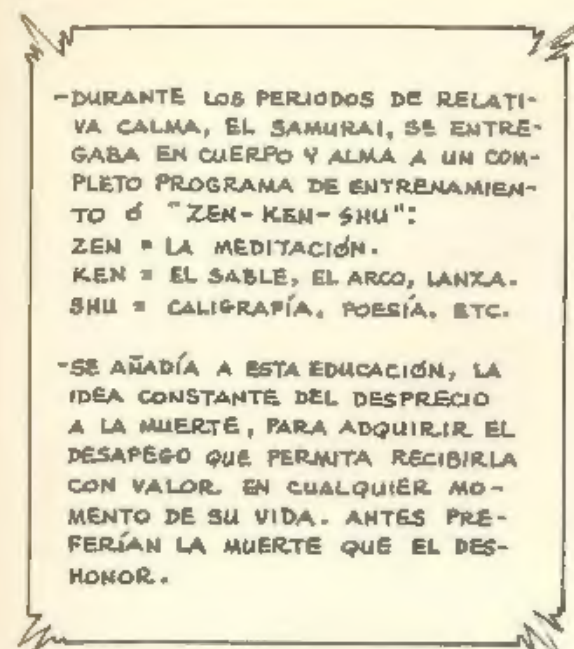 -DURANTE LOS PERIODOS DE RELATI-
VA CALMA, EL SAMURAI, SE ENTRE-
GABA EN CUERPO Y ALMA A UN COM-
PLETO PROGRAMA DE ENTRENAMIEN-
TO ó "ZEN-KEN-SHU":
ZEN = LA MEDITACIÓN.
KEN = EL SABLE, EL ARCO, LANZA.
SHU = CALIGRAFÍA, POESÍA, ETC.
-SE AÑADÍA A ESTA EDUCACIÓN, LA
IDEA CONSTANTE DEL DESPRECIO
A LA MUERTE, PARA ADQUIRIR EL
DESAPEGO QUE PERMITA RECIBIRLA
CON VALOR EN CUALQUIER MO-
MENTO DE SU VIDA. ANTES PRE-
FERÍAN LA MUERTE QUE EL DES-
HONOR.